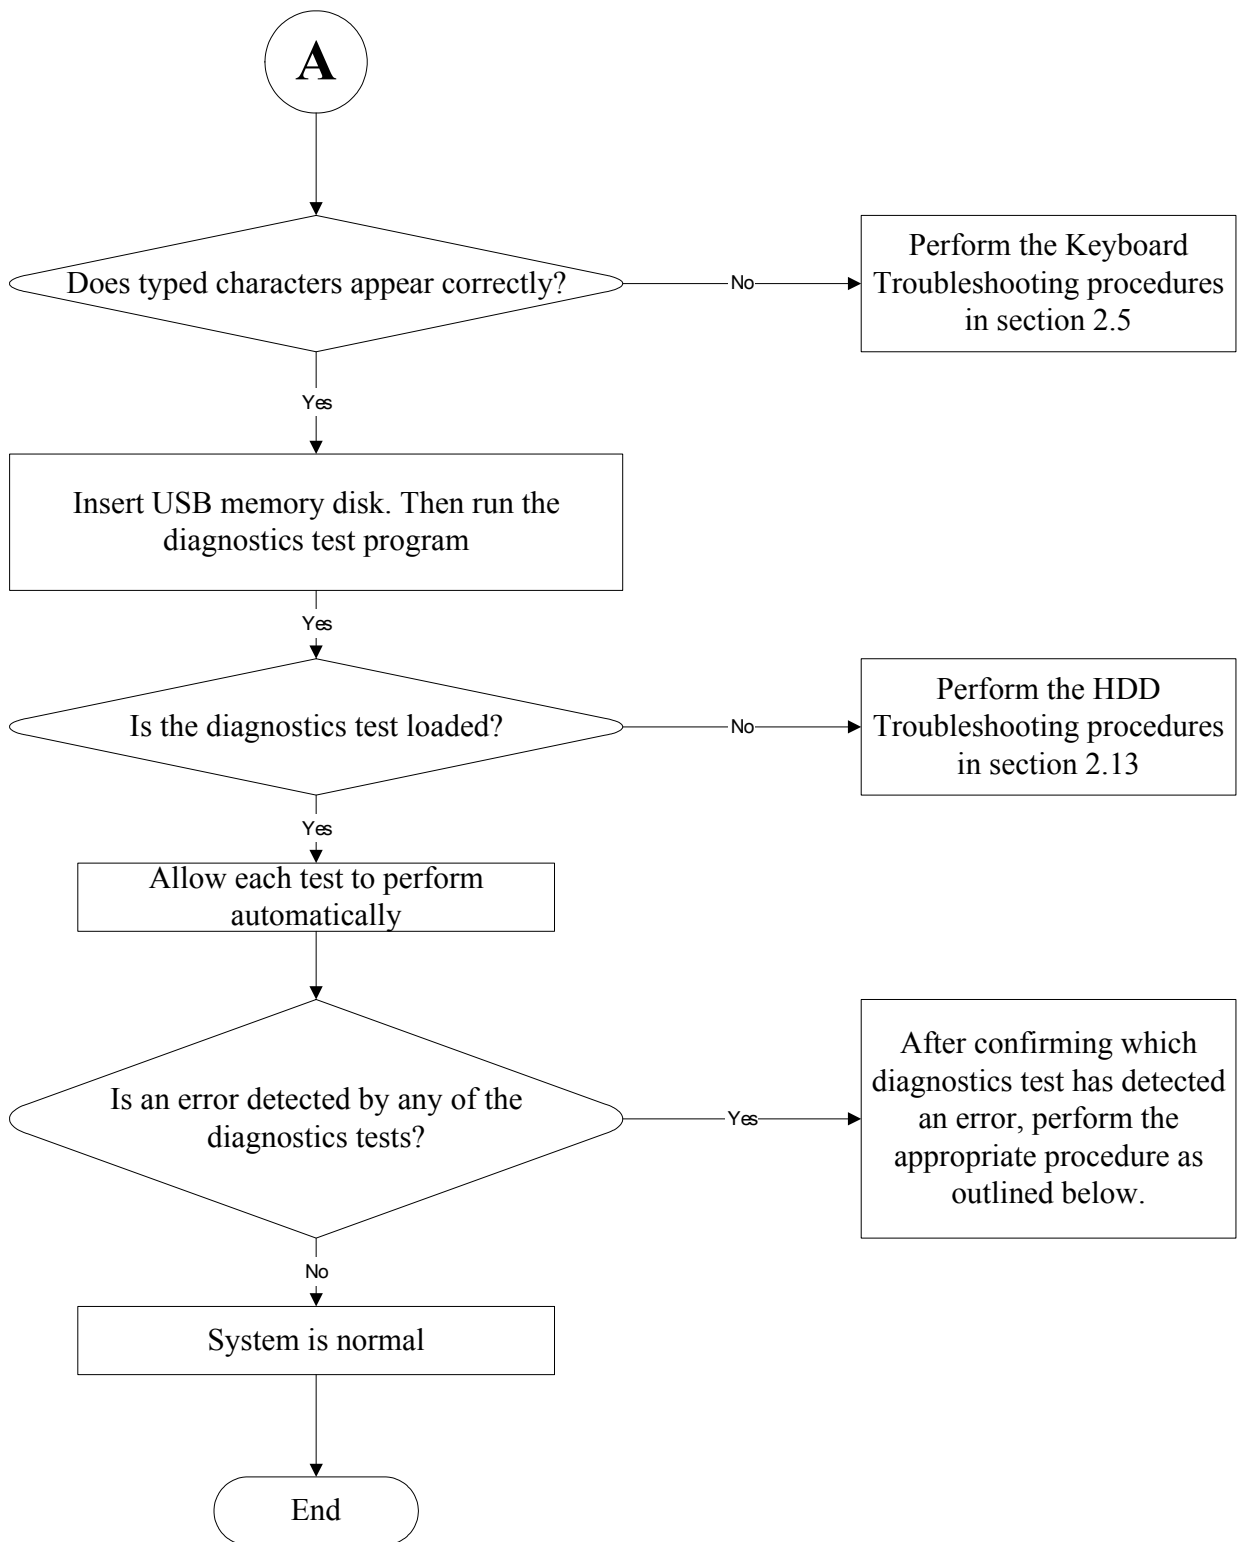 A
Does typed characters appear correctly?
No
Perform the Keyboard
Troubleshooting procedures
in section 2.5
Yes
Insert USB memory disk. Then run the
diagnostics test program
Yes
Is the diagnostics test loaded?
No
Perform the HDD
Troubleshooting procedures
in section 2.13
Yes
Allow each test to perform
automatically
Is an error detected by any of the
diagnostics tests?
Yes
After confirming which
diagnostics test has detected
an error, perform the
appropriate procedure as
outlined below.
No
System is normal
End